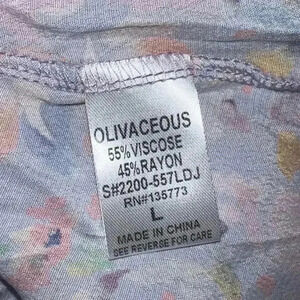 OLIVACEOUS
55% VISCOSE
45% RAYON
S#2200-557LDJ
RN#135773
L
MADE IN CHINA
SEE REVERSE FOR CARE